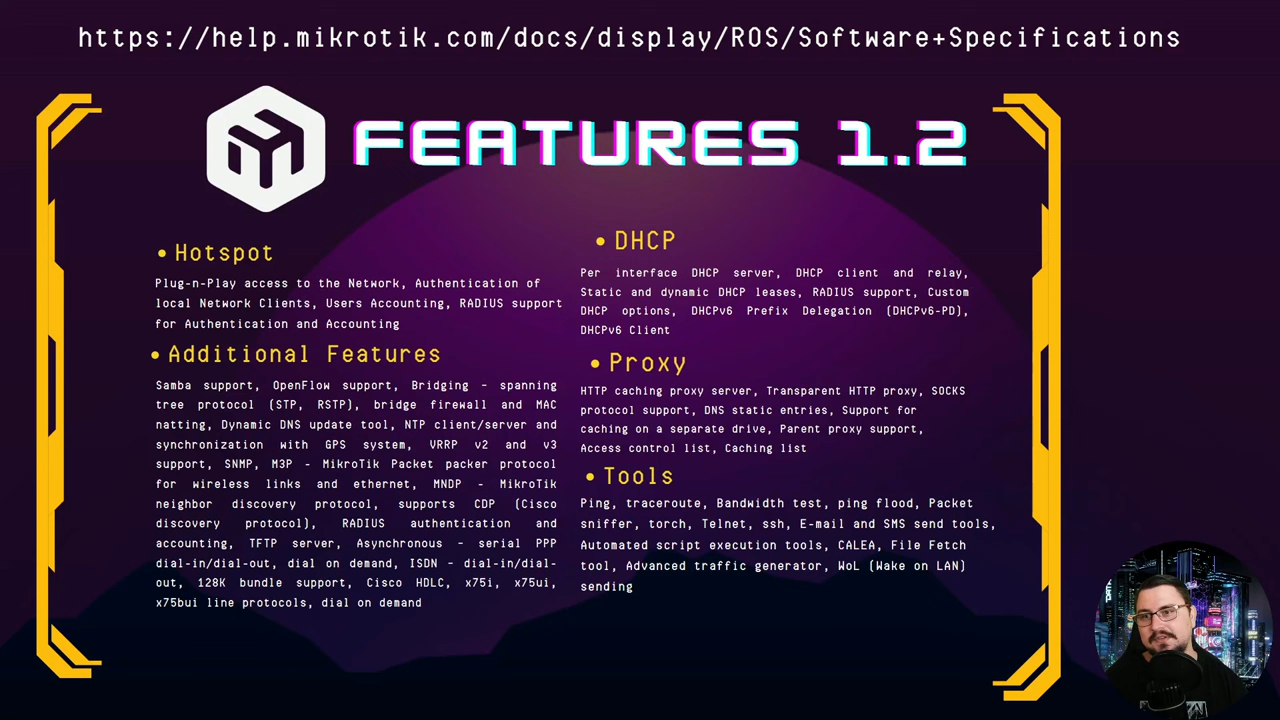 https://help.mikrotik.com/docs/display/ROS/Software+Specifications
FEATURES 1.2
• Hotspot
Plug-n-Play access to the Network, Authentication of
local Network Clients, Users Accounting, RADIUS support
for Authentication and Accounting
• Additional Features
Samba support, OpenFlow support, Bridging - spanning
tree protocol (STP, RSTP), bridge firewall and MAC
natting, Dynamic DNS update tool, NTP client/server and
synchronization with GPS system, VRRP v2 and v3
support, SNMP, M3P - MikroTik Packet packer protocol
for wireless links and ethernet, MNDP - MikroTik
neighbor discovery protocol, supports CDP (Cisco
discovery protocol), RADIUS authentication and
accounting, TFTP server, Asynchronous - serial PPP
dial-in/dial-out, dial on demand, ISDN - dial-in/dial-
out, 128K bundle support, Cisco HDLC, x75i, x75ui,
x75bui line protocols, dial on demand
• DHCP
Per interface DHCP server, DHCP client and relay,
Static and dynamic DHCP leases, RADIUS support, Custom
DHCP options, DHCPv6 Prefix Delegation (DHCPv6-PD),
DHCPv6 Client
• Proxy
HTTP caching proxy server, Transparent HTTP proxy, SOCKS
protocol support, DNS static entries, Support for
caching on a separate drive, Parent proxy support,
Access control list, Caching list
• Tools
Ping, traceroute, Bandwidth test, ping flood, Packet
sniffer, torch, Telnet, ssh, E-mail and SMS send tools,
Automated script execution tools, CALEA, File Fetch
tool, Advanced traffic generator, WoL (Wake on LAN)
sending